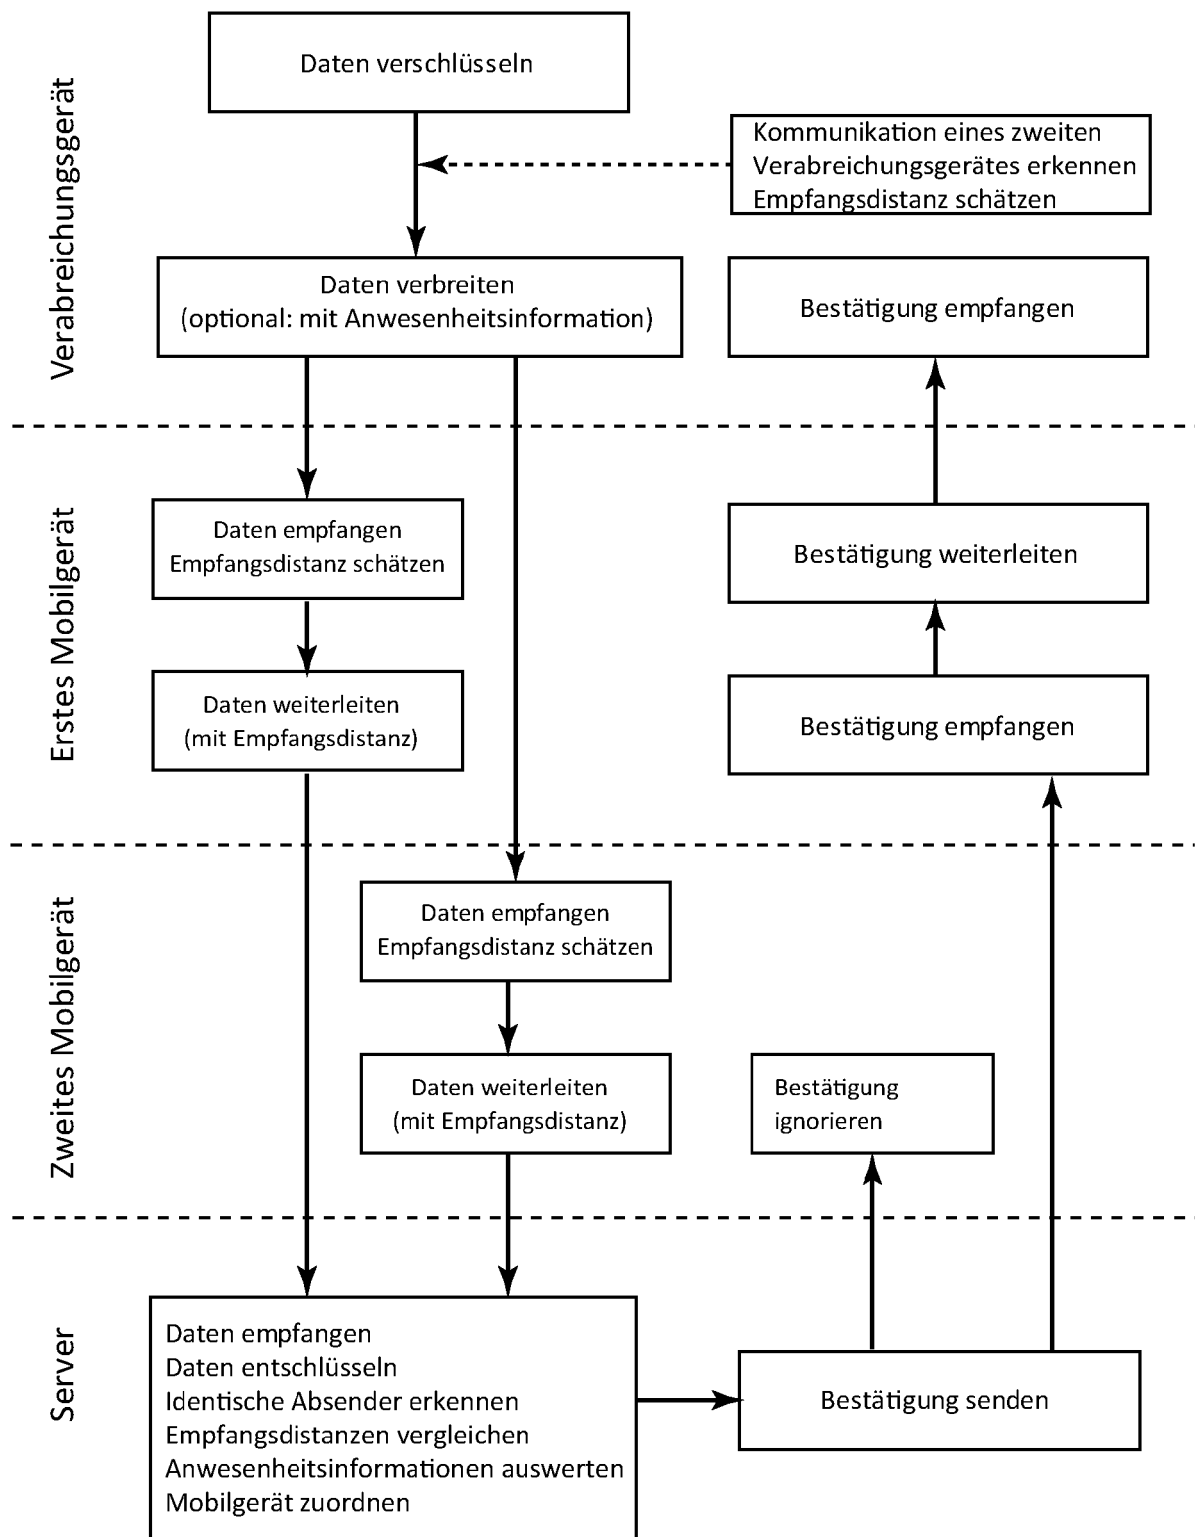 Verabreichungsgerät
Daten verschlüsseln
Kommunikation eines zweiten
Verabreichungsgerätes erkennen
Empfangsdistanz schätzen
Daten verbreiten
(optional: mit Anwesenheitsinformation)
Bestätigung empfangen
Erstes Mobilgerät
Daten empfangen
Empfangsdistanz schätzen
Bestätigung weiterleiten
Daten weiterleiten
(mit Empfangsdistanz)
Bestätigung empfangen
Zweites Mobilgerät
Daten empfangen
Empfangsdistanz schätzen
Daten weiterleiten
(mit Empfangsdistanz)
Bestätigung
ignorieren
Server
Daten empfangen
Daten entschlüsseln
Identische Absender erkennen
Empfangsdistanzen vergleichen
Anwesenheitsinformationen auswerten
Mobilgerät zuordnen
Bestätigung senden